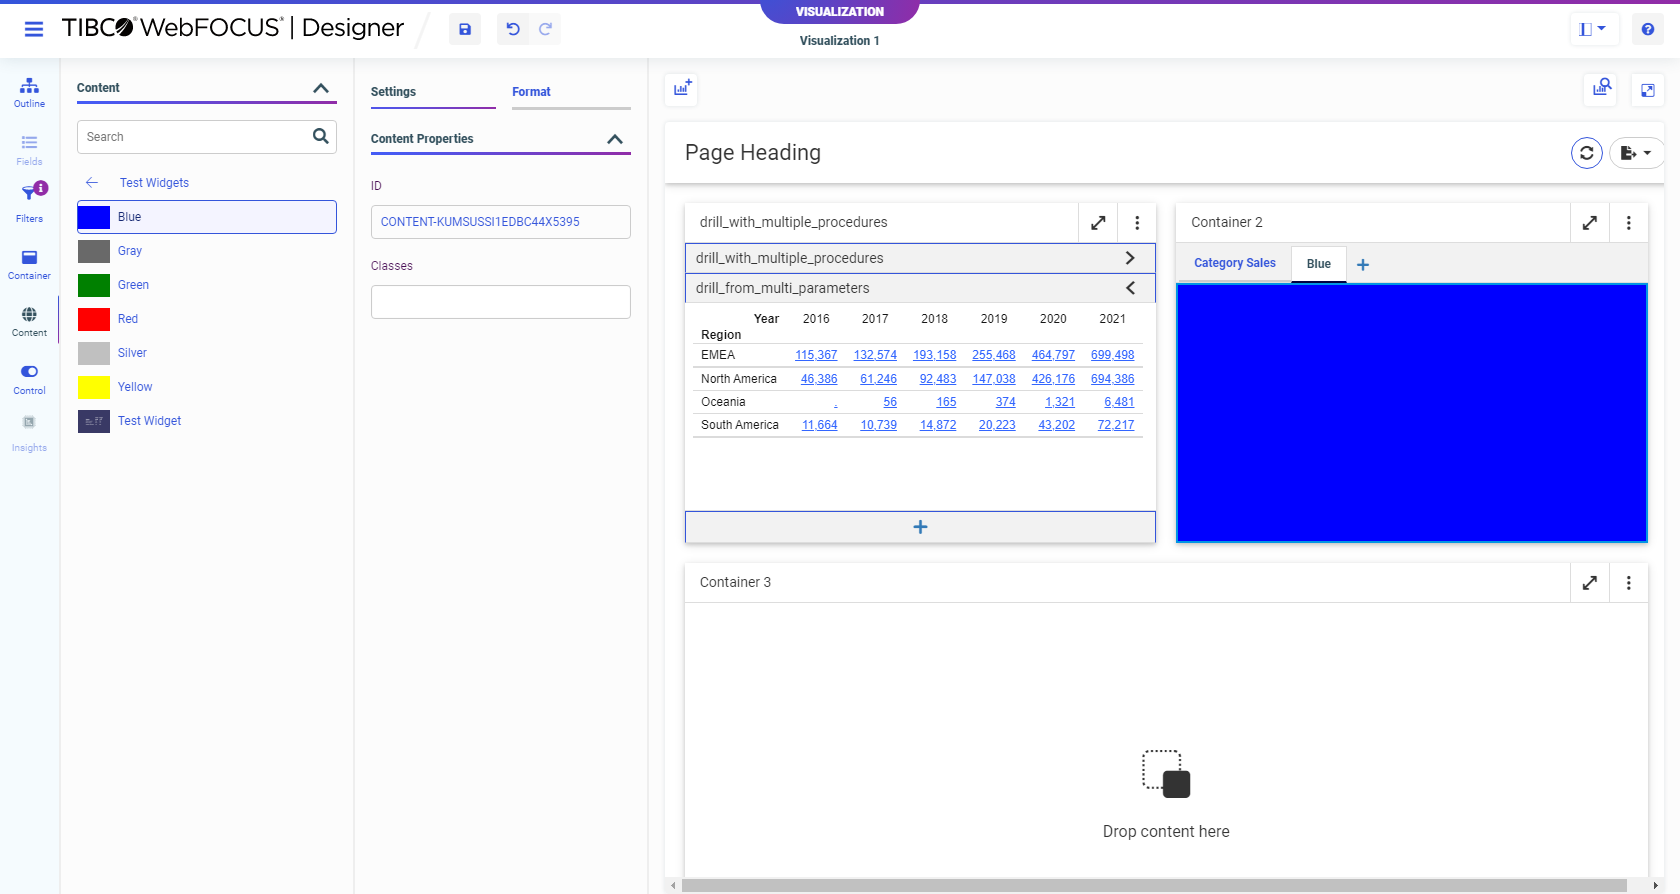 TIBCO® WebFOCUS® | Designer
VISUALIZATION
Visualization 1
Outline
Fields
Filters
Container
Content
Control
Insights
Content
Search
Test Widgets
Blue
Gray
Green
Red
Silver
Yellow
Test Widget
Settings
Format
Content Properties
ID
CONTENT-KUMSUSSI1EDBC44X5395
Classes
Page Heading
drill_with_multiple_procedures
drill_with_multiple_procedures
drill_from_multi_parameters
Year 2016 2017 2018 2019 2020 2021
Region
EMEA 115,367 132,574 193,158 255,468 464,797 699,498
North America 46,386 61,246 92,483 147,038 426,176 694,386
Oceania . 56 165 374 1,321 6,481
South America 11,664 10,739 14,872 20,223 43,202 72,217
Container 2
Category Sales Blue
Container 3
Drop content here